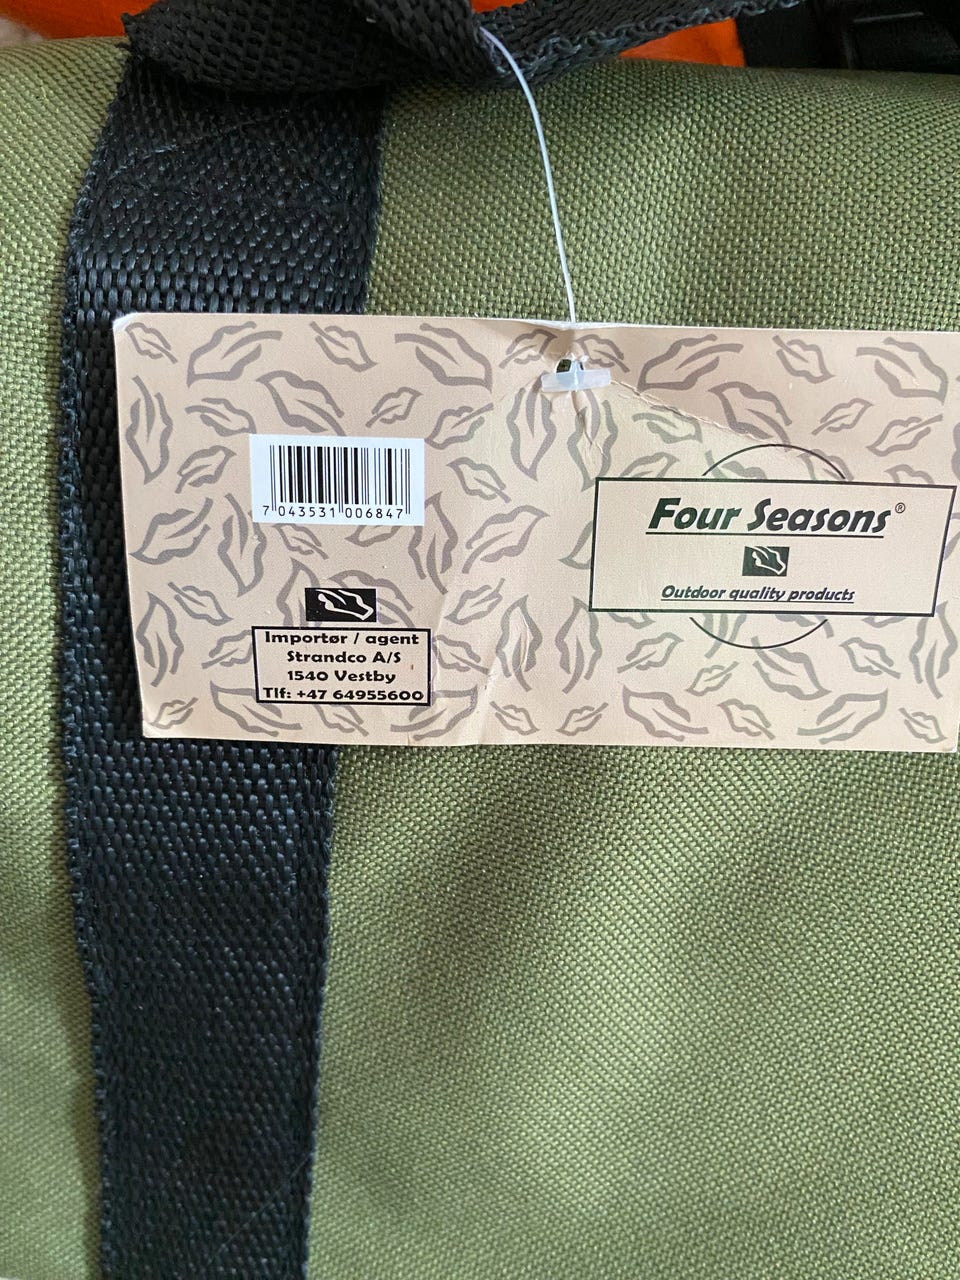 7 043531 006847
Importør / agent
Strandco A/S
1540 Vestby
Tlf: +47 64955600
Four Seasons®
Outdoor quality products